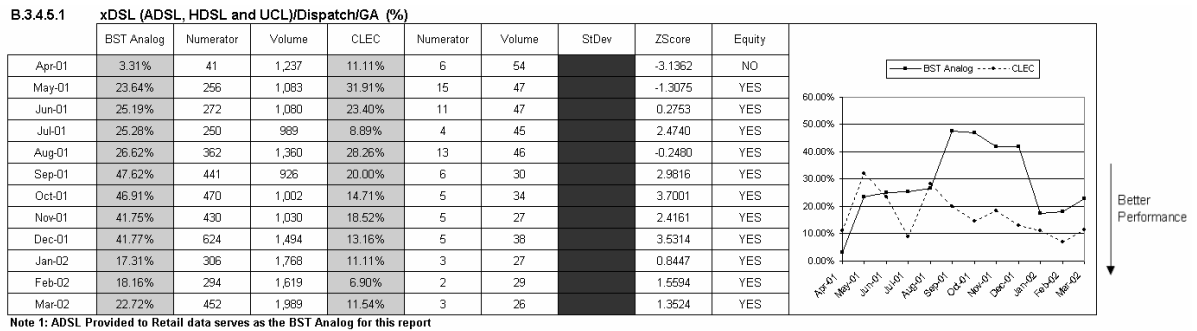 B.3.4.5.1 xDSL (ADSL, HDSL and UCL)/Dispatch/GA (%)
BST Analog Numerator Volume CLEC Numerator Volume StDev ZScore Equity
Apr-01 3.31% 41 1,237 11.11% 6 54 -3.1362 NO
May-01 23.64% 256 1,083 31.91% 15 47 -1.3075 YES
Jun-01 25.19% 272 1,080 23.40% 11 47 0.2753 YES
Jul-01 25.28% 250 989 8.89% 4 45 2.4740 YES
Aug-01 26.62% 362 1,360 28.26% 13 46 -0.2480 YES
Sep-01 47.62% 441 926 20.00% 6 30 2.9816 YES
Oct-01 46.91% 470 1,002 14.71% 5 34 3.7001 YES
Nov-01 41.75% 430 1,030 18.52% 5 27 2.4161 YES
Dec-01 41.77% 624 1,494 13.16% 5 38 3.5314 YES
Jan-02 17.31% 306 1,768 11.11% 3 27 0.8447 YES
Feb-02 18.16% 294 1,619 6.90% 2 29 1.5594 YES
Mar-02 22.72% 452 1,989 11.54% 3 26 1.3524 YES
Note 1: ADSL Provided to Retail data serves as the BST Analog for this report
BST Analog CLEC
60.00%
50.00%
40.00%
30.00%
20.00%
10.00%
0.00%
Apr-01 May-01 Jun-01 Jul-01 Aug-01 Sep-01 Oct-01 Nov-01 Dec-01 Jan-02 Feb-02 Mar-02
Better
Performance